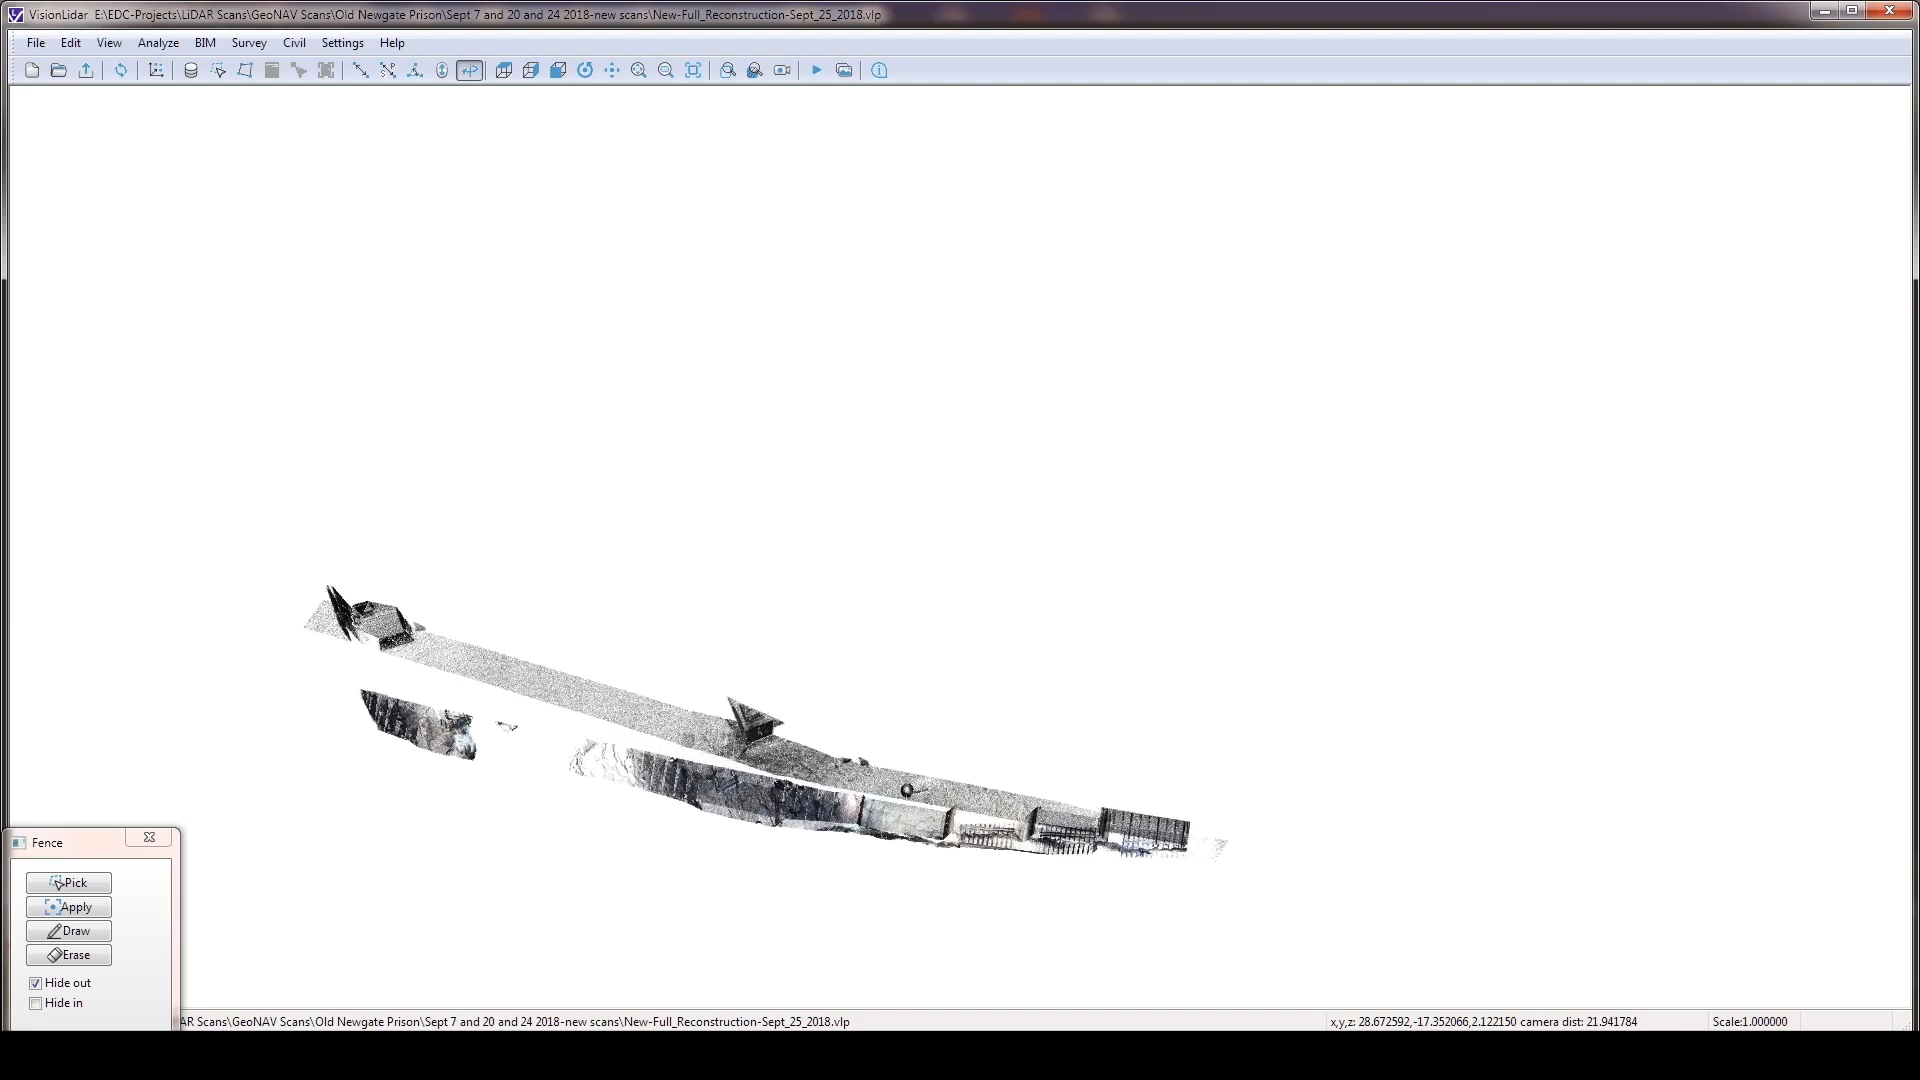 VisionLidar E:\EDC-Projects\LiDAR Scans\GeoNAV Scans\Old Newgate Prison\Sept 7 and 20 and 24 2018-new scans\New-Full_Reconstruction-Sept_25_2018.vlp
File Edit View Analyze BIM Survey Civil Settings Help
Fence
Pick
Apply
Draw
Erase
Hide out
Hide in
AR Scans\GeoNAV Scans\Old Newgate Prison\Sept 7 and 20 and 24 2018-new scans\New-Full_Reconstruction-Sept_25_2018.vlp
x,y,z: 28.672592,-17.352066,2.122150 camera dist: 21.941784
Scale:1.000000